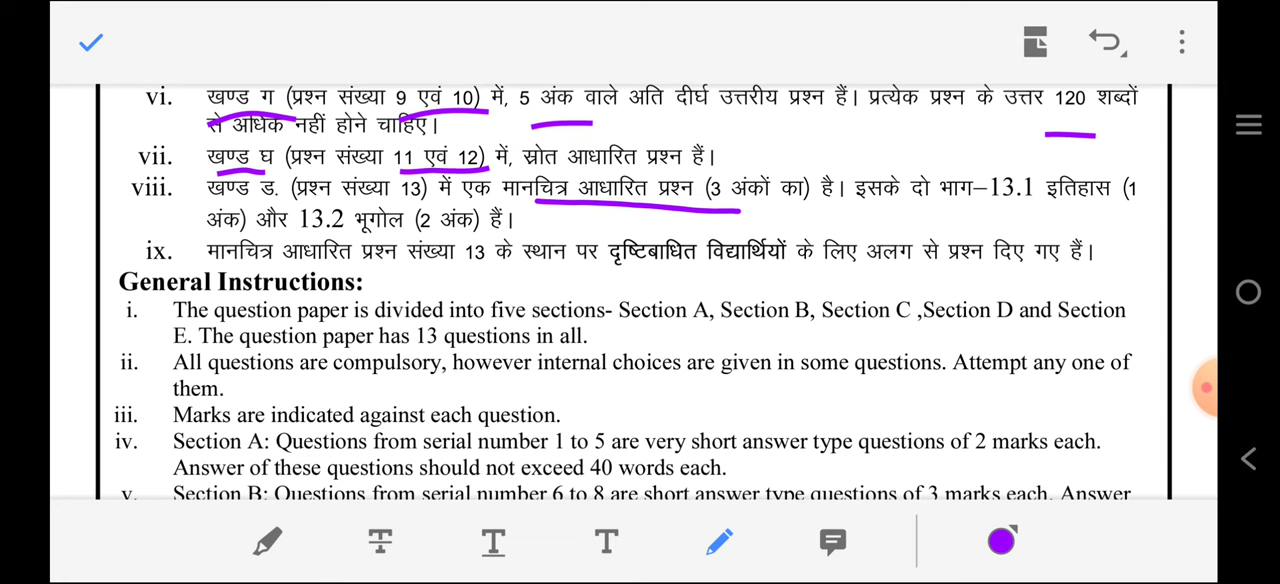 vi. खण्ड ग (प्रश्न संख्या 9 एवं 10) में, 5 अंक वाले अति दीर्घ उत्तरीय प्रश्न हैं। प्रत्येक प्रश्न के उत्तर 120 शब्दों
से अधिक नहीं होने चाहिए।
vii. खण्ड घ (प्रश्न संख्या 11 एवं 12) में, स्रोत आधारित प्रश्न हैं।
viii. खण्ड ड. (प्रश्न संख्या 13) में एक मानचित्र आधारित प्रश्न (3 अंकों का) है। इसके दो भाग–13.1 इतिहास (1
अंक) और 13.2 भूगोल (2 अंक) हैं।
ix. मानचित्र आधारित प्रश्न संख्या 13 के स्थान पर दृष्टिबाधित विद्यार्थियों के लिए अलग से प्रश्न दिए गए हैं।
General Instructions:
i. The question paper is divided into five sections- Section A, Section B, Section C ,Section D and Section
E. The question paper has 13 questions in all.
ii. All questions are compulsory, however internal choices are given in some questions. Attempt any one of
them.
iii. Marks are indicated against each question.
iv. Section A: Questions from serial number 1 to 5 are very short answer type questions of 2 marks each.
Answer of these questions should not exceed 40 words each.
v. Section B: Questions from serial number 6 to 8 are short answer type questions of 3 marks each. Answer